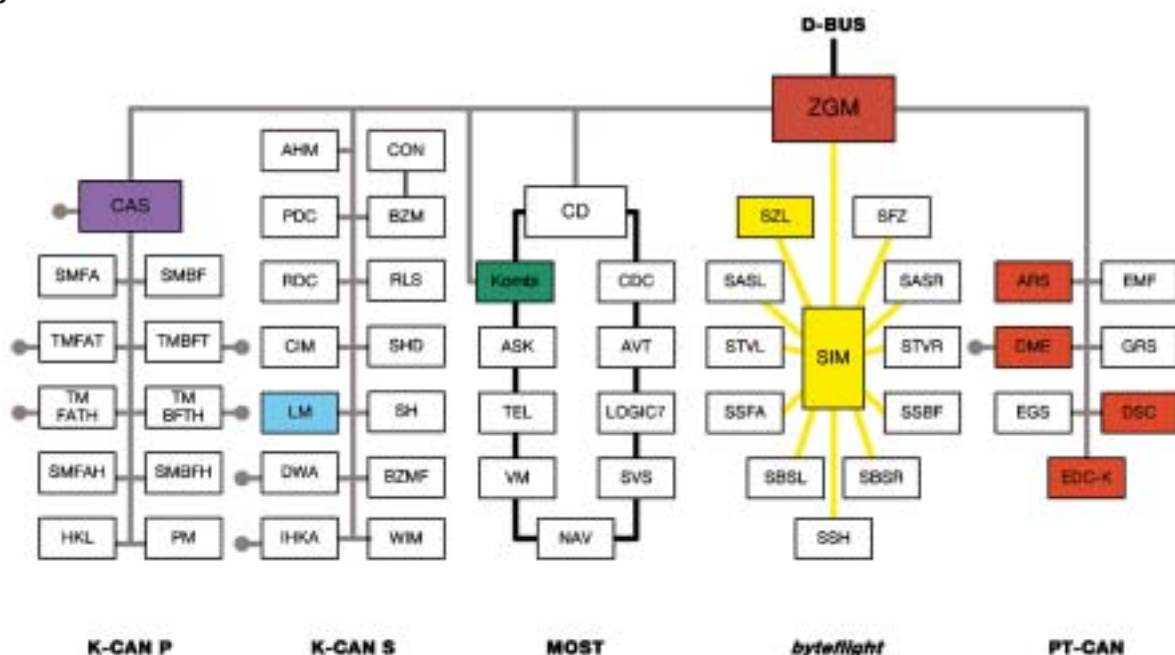 D-BUS
ZGM
AHM CON
CAS
PDC BZM
CD
SZL SFZ
SMFA SMBF
RDC RLS
Kombi CDC
SASL SASR
ARS EMF
TMFAT TMBFT
CIM SHD
ASK AVT
STVL SIM STVR
DME GRS
TM FATH
TM BFTH
LM SH
TEL LOGIC7
SSFA SSBF
EGS DSC
SMFAH SMBFH
DWA BZMF
VM SVS
SBSL SBSR
EDC-K
HKL PM
IHKA WIM
NAV
SSH
K-CAN P K-CAN S MOST byteflight PT-CAN